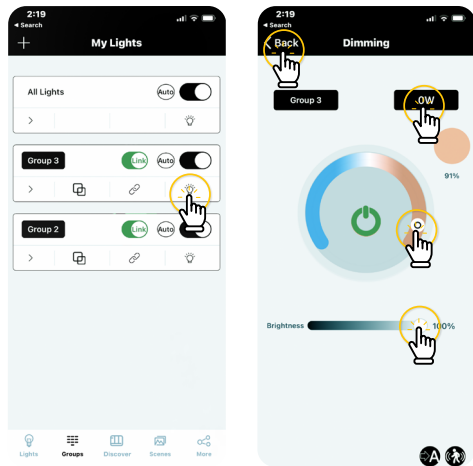 2:19
◀ Search
My Lights
All Lights
Auto
Group 3
Link
Auto
Group 2
Link
Auto
Lights
Groups
Discover
Scenes
More
2:19
◀ Search
Back
Dimming
Group 3
0W
91%
Brightness
100%
A